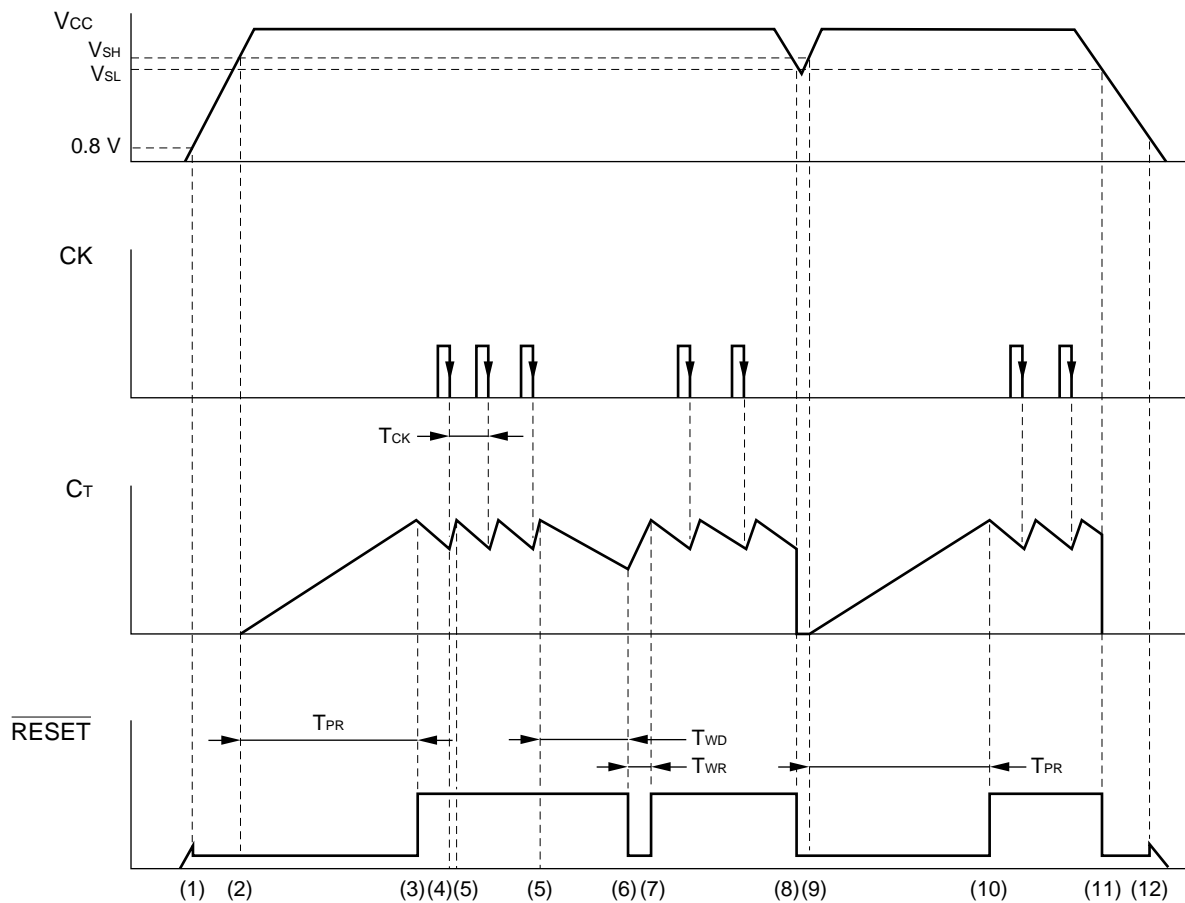 VCC
VSH
VSL
0.8 V
CK
TCK
CT
RESET
TPR
TWD
TWR
TPR
(1) (2) (3) (4) (5) (5) (6) (7) (8) (9) (10) (11) (12)